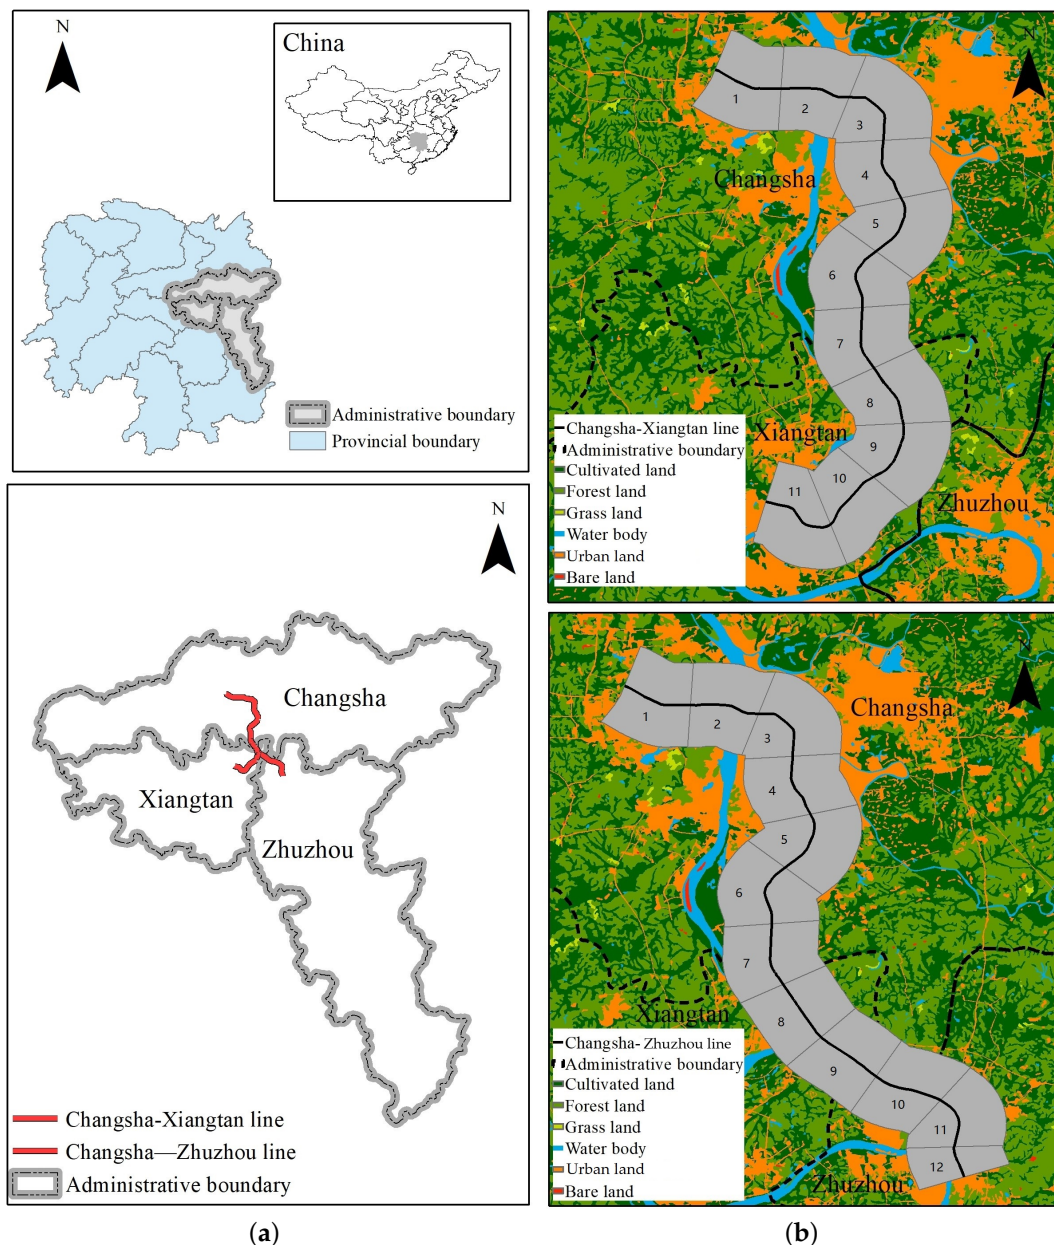 N
China
Administrative boundary
Provincial boundary
N
Changsha
Xiangtan
Zhuzhou
Changsha-Xiangtan line
Changsha—Zhuzhou line
Administrative boundary
(a)
N
1
2
3
4
Changsha
5
6
7
8
Changsha-Xiangtan line
Xiangtan
9
Administrative boundary
Cultivated land
10
11
Forest land
Zhuzhou
Grass land
Water body
Urban land
Bare land
N
Changsha
1
2
3
4
5
6
7
Xiangtan
8
Changsha- Zhuzhou line
Administrative boundary
9
Cultivated land
10
Forest land
Grass land
11
Water body
12
Urban land
Zhuzhou
Bare land
(b)